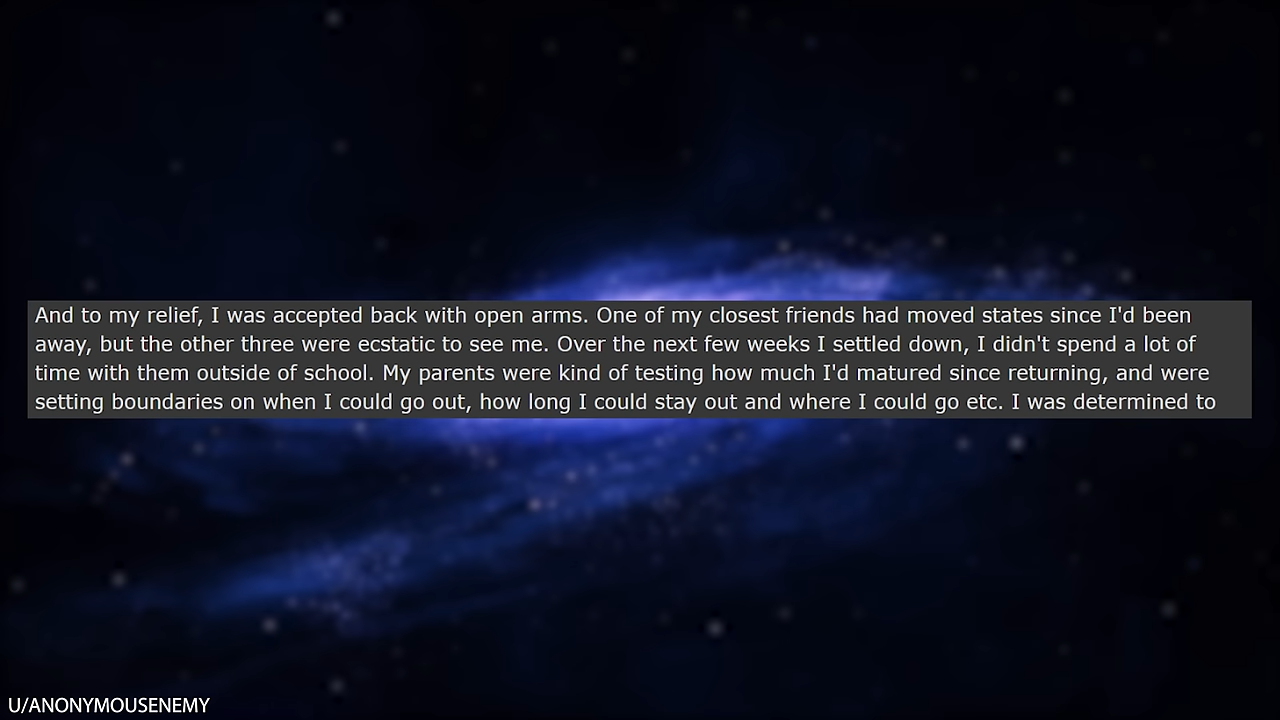 And to my relief, I was accepted back with open arms. One of my closest friends had moved states since I'd been
away, but the other three were ecstatic to see me. Over the next few weeks I settled down, I didn't spend a lot of
time with them outside of school. My parents were kind of testing how much I'd matured since returning, and were
setting boundaries on when I could go out, how long I could stay out and where I could go etc. I was determined to
U/ANONYMOUSENEMY